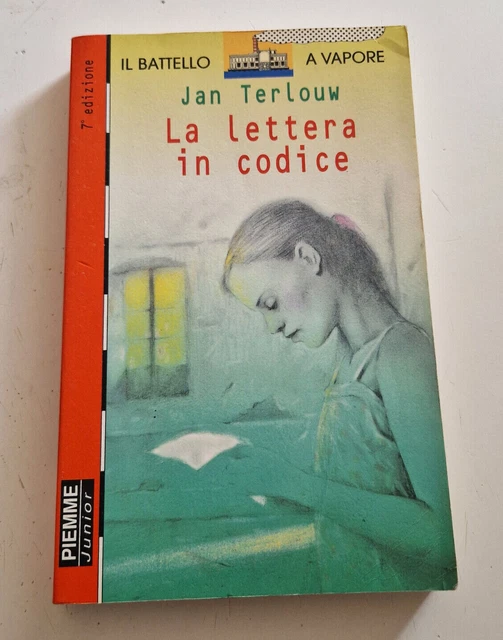 IL BATTELLO A VAPORE
Jan Terlouw
La lettera
in codice
7ª edizione
PIEMME
Junior